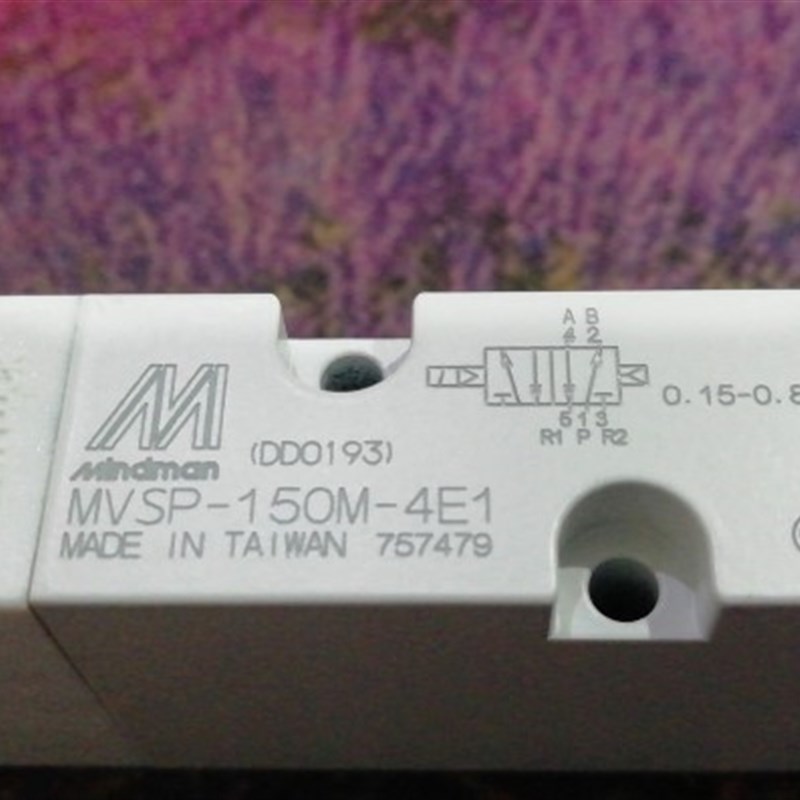 A B
4 2
0.15-0.8
5 1 3
R1 P R2
Mindman
(DD0193)
MVSP-150M-4E1
MADE IN TAIWAN 757479